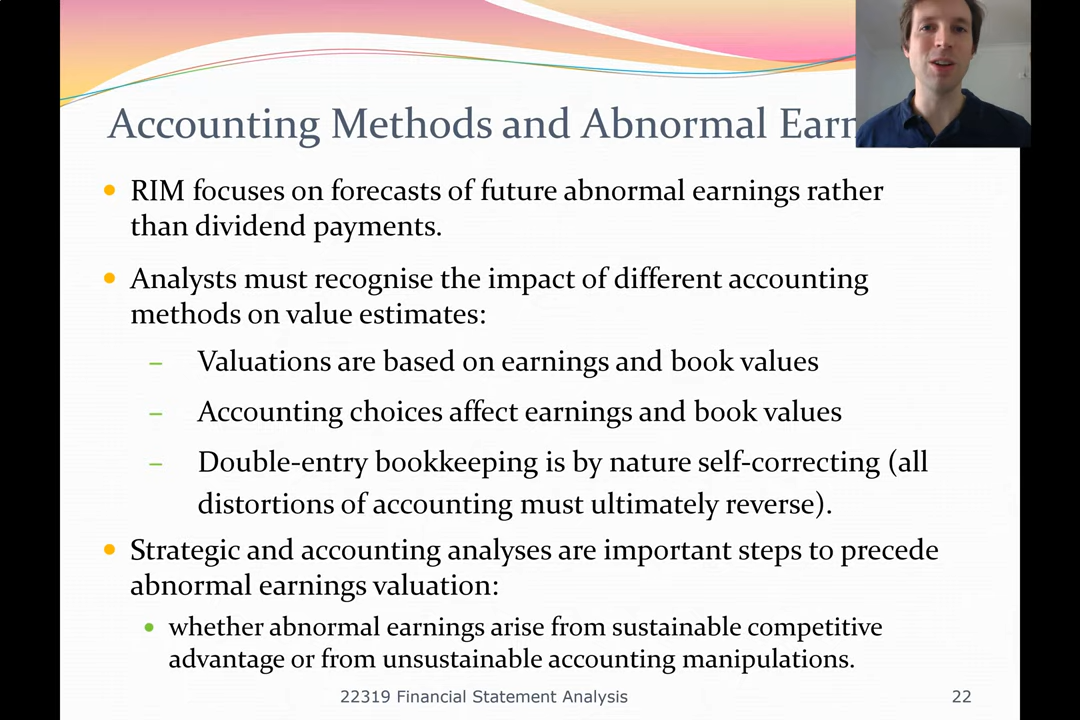 Accounting Methods and Abnormal
• RIM focuses on forecasts of future abnormal earnings rather
than dividend payments.
• Analysts must recognise the impact of different accounting
methods on value estimates:
– Valuations are based on earnings and book values
– Accounting choices affect earnings and book values
– Double-entry bookkeeping is by nature self-correcting (all
distortions of accounting must ultimately reverse).
• Strategic and accounting analyses are important steps to precede
abnormal earnings valuation:
• whether abnormal earnings arise from sustainable competitive
advantage or from unsustainable accounting manipulations.
22319 Financial Statement Analysis
22